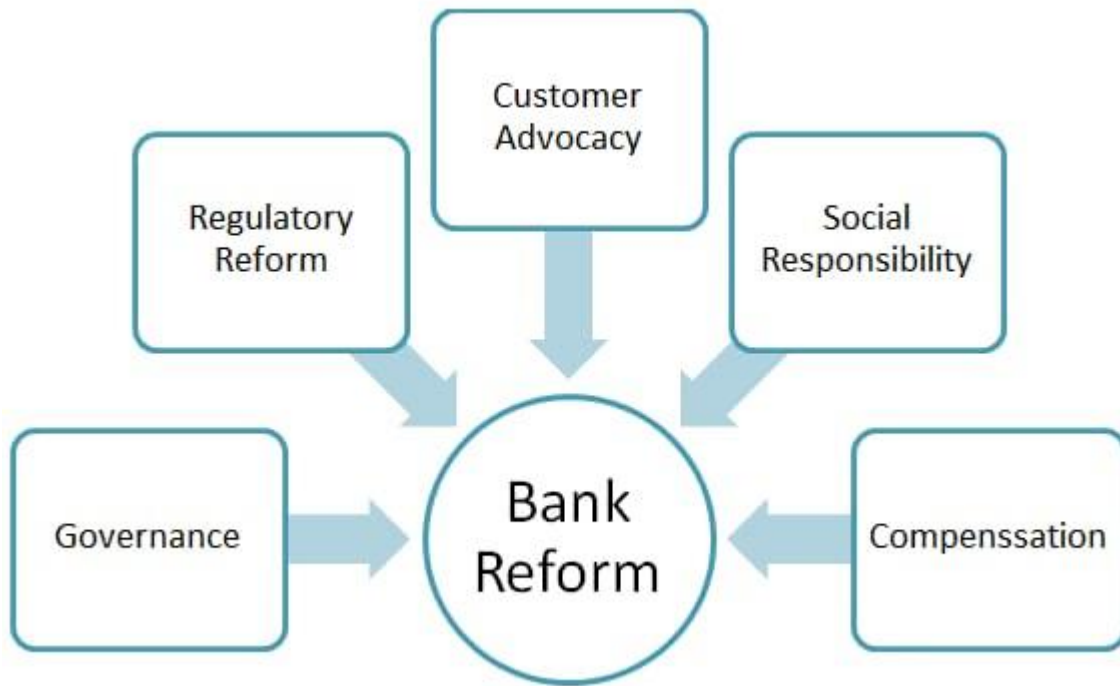 Customer
Advocacy
Regulatory
Reform
Social
Responsibility
Governance
Bank
Reform
Compenssation